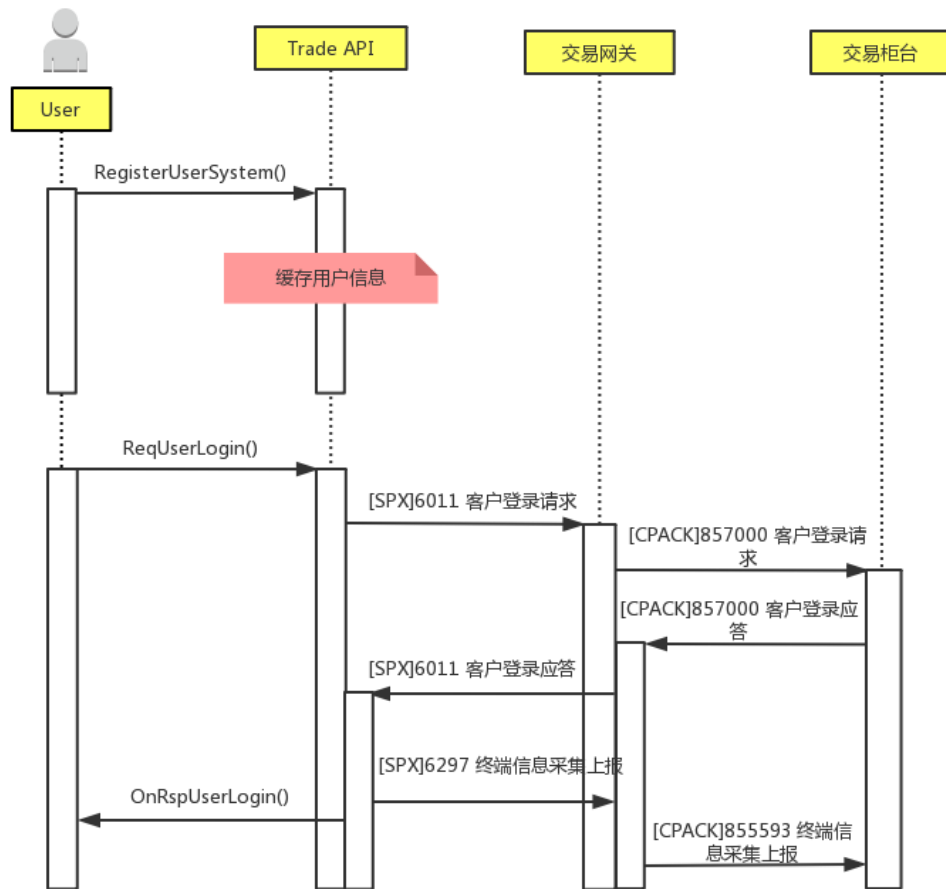 Trade API
交易网关
交易柜台
User
RegisterUserSystem()
缓存用户信息
ReqUserLogin()
[SPX]6011 客户登录请求
[CPACK]857000 客户登录请
求
[CPACK]857000 客户登录应
答
[SPX]6011 客户登录应答
[SPX]6297 终端信息采集上报
OnRspUserLogin()
[CPACK]855593 终端信
息采集上报